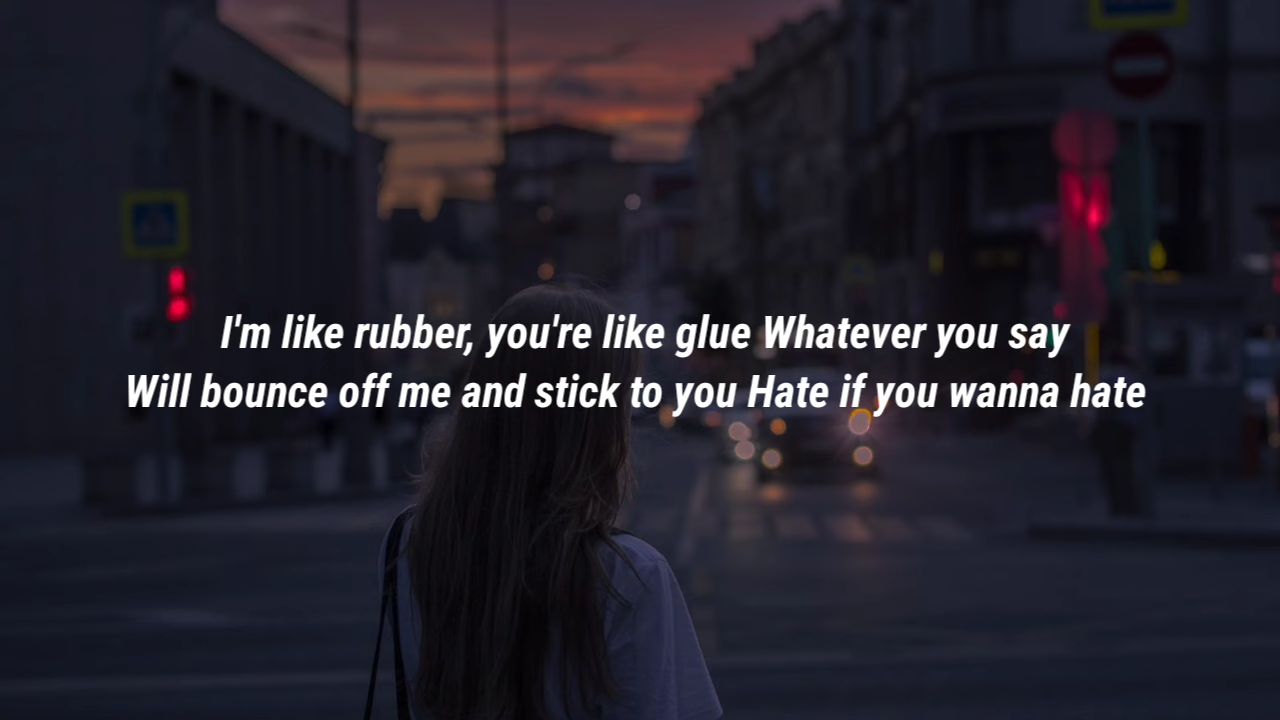 I'm like rubber, you're like glue Whatever you say
Will bounce off me and stick to you Hate if you wanna hate